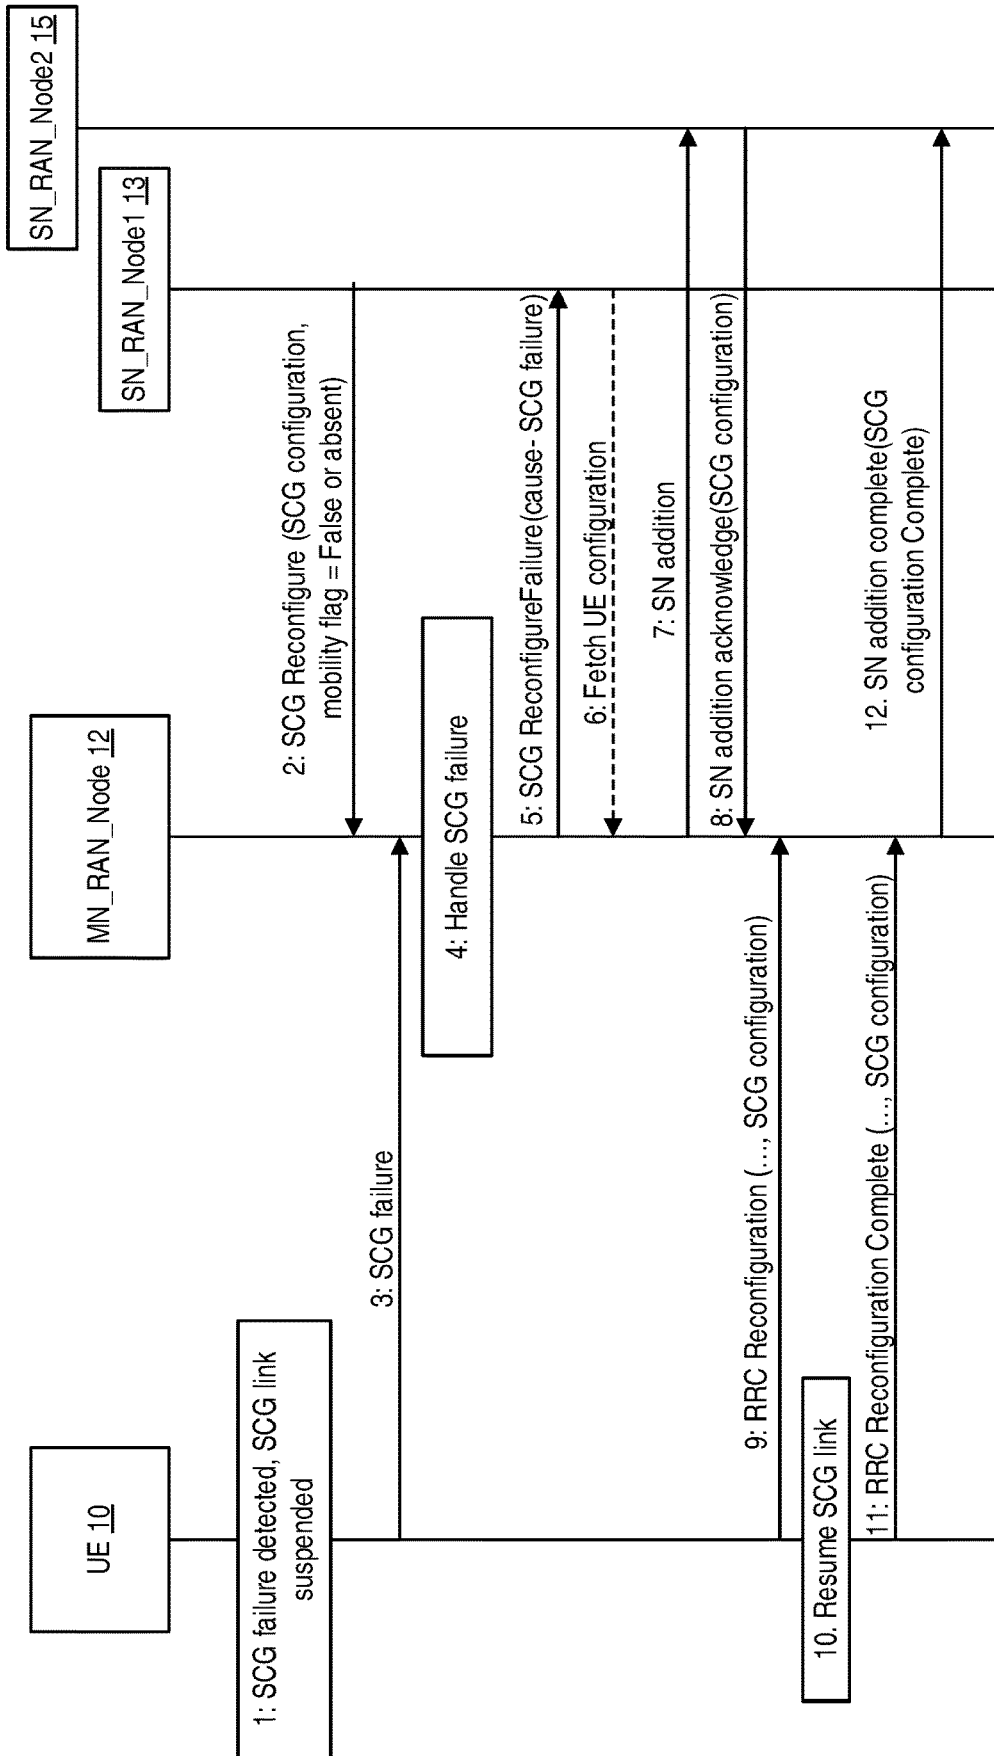 UE 10
MN_RAN_Node 12
SN_RAN_Node1 13
SN_RAN_Node2 15
1: SCG failure detected, SCG link
suspended
2: SCG Reconfigure (SCG configuration,
mobility flag = False or absent)
3: SCG failure
4: Handle SCG failure
5: SCG ReconfigureFailure(cause- SCG failure)
6: Fetch UE configuration
7: SN addition
8: SN addition acknowledge(SCG configuration)
9: RRC Reconfiguration (..., SCG configuration)
10. Resume SCG link
11: RRC Reconfiguration Complete (..., SCG configuration)
12. SN addition complete(SCG
configuration Complete)